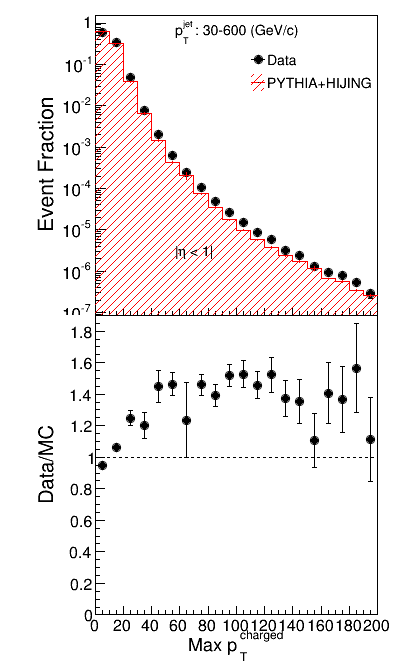 p_T^jet : 30-600 (GeV/c)
Data
PYTHIA+HIJING
|η < 1|
Event Fraction
1
10^-1
10^-2
10^-3
10^-4
10^-5
10^-6
10^-7
Data/MC
1.8
1.6
1.4
1.2
1
0.8
0.6
0.4
0.2
0
0 20 40 60 80 100 120 140 160 180 200
Max p_T^charged